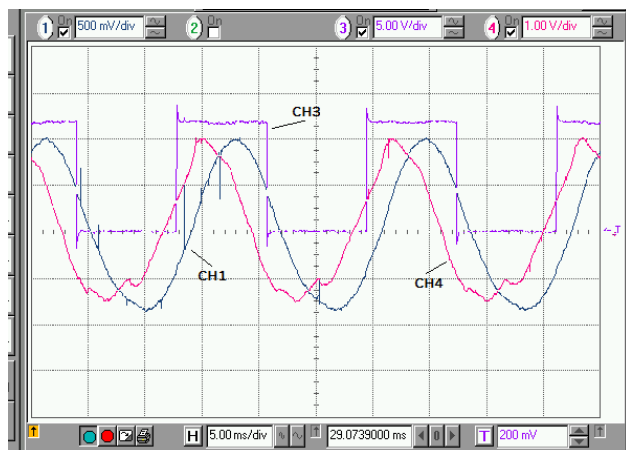 1 On 500 mV/div 2 On 3 On 5.00 V/div 4 On 1.00 V/div
CH3
T
CH1
CH4
H 5.00 ms/div 29.0739000 ms 0 T 200 mV